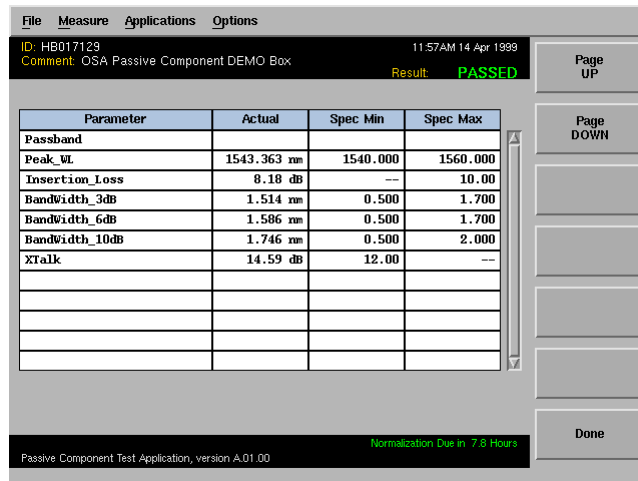 File Measure Applications Options
ID: HB017129 11:57AM 14 Apr 1999
Comment: OSA Passive Component DEMO Box
Result: PASSED
Page UP
Page DOWN
Parameter Actual Spec Min Spec Max
Passband
Peak_WL 1543.363 nm 1540.000 1560.000
Insertion_Loss 8.18 dB -- 10.00
BandWidth_3dB 1.514 nm 0.500 1.700
BandWidth_6dB 1.586 nm 0.500 1.700
BandWidth_10dB 1.746 nm 0.500 2.000
XTalk 14.59 dB 12.00 --
Normalization Due in 7.8 Hours
Passive Component Test Application, version A.01.00
Done